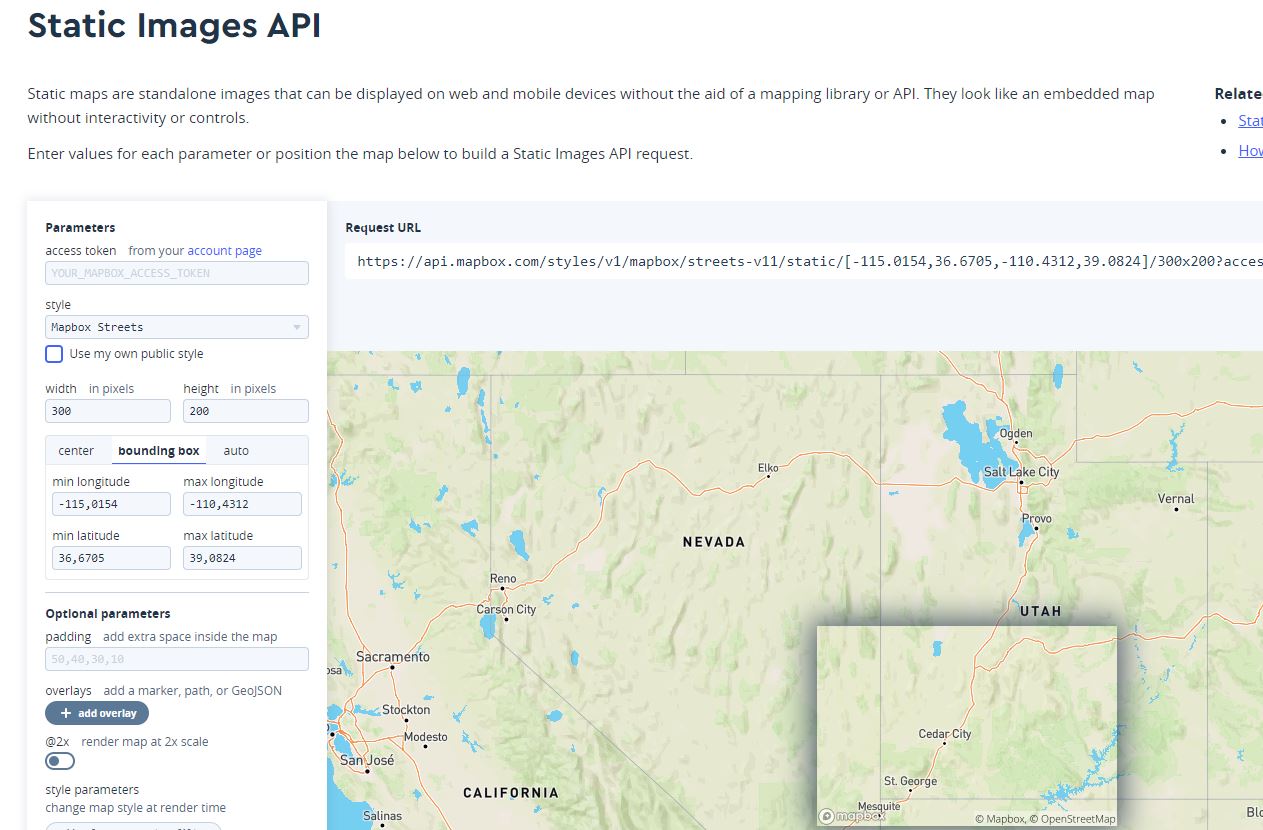 Static Images API
Static maps are standalone images that can be displayed on web and mobile devices without the aid of a mapping library or API. They look like an embedded map
without interactivity or controls.
Enter values for each parameter or position the map below to build a Static Images API request.
Relate
Stat
How
Parameters
access token from your account page
YOUR_MAPBOX_ACCESS_TOKEN
style
Mapbox Streets
Use my own public style
width in pixels
height in pixels
300
200
center
bounding box
auto
min longitude
max longitude
-115,0154
-110,4312
min latitude
max latitude
36,6705
39,0824
Optional parameters
padding add extra space inside the map
50,40,30,10
overlays add a marker, path, or GeoJSON
+ add overlay
@2x render map at 2x scale
style parameters
change map style at render time
Request URL
https://api.mapbox.com/styles/v1/mapbox/streets-v11/static/[-115.0154,36.6705,-110.4312,39.0824]/300x200?acces
Ogden
Elko
Salt Lake City
Vernal
Provo
NEVADA
Reno
Carson City
UTAH
Sacramento
osa
Stockton
Modesto
San José
CALIFORNIA
Salinas
Cedar City
St. George
Mesquite
mapbox
© Mapbox, © OpenStreetMap
Blo